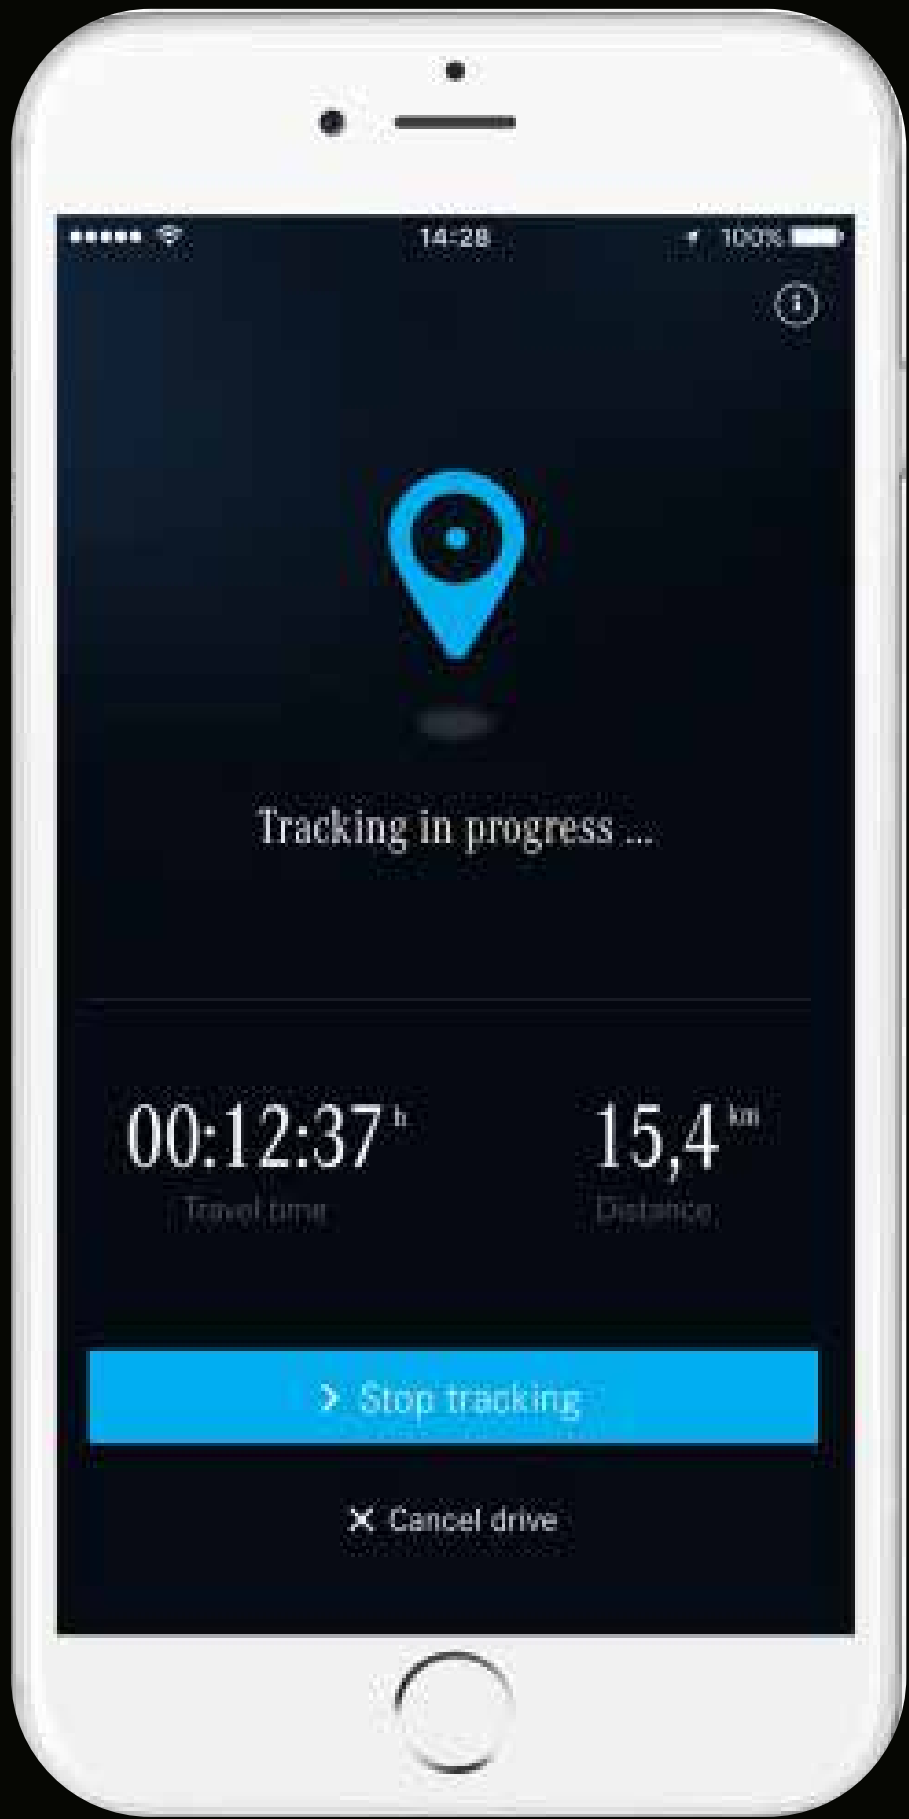 14:28 100%
Tracking in progress ...
00:12:37 h 15,4 km
Travel time Distance
Stop tracking
Cancel drive